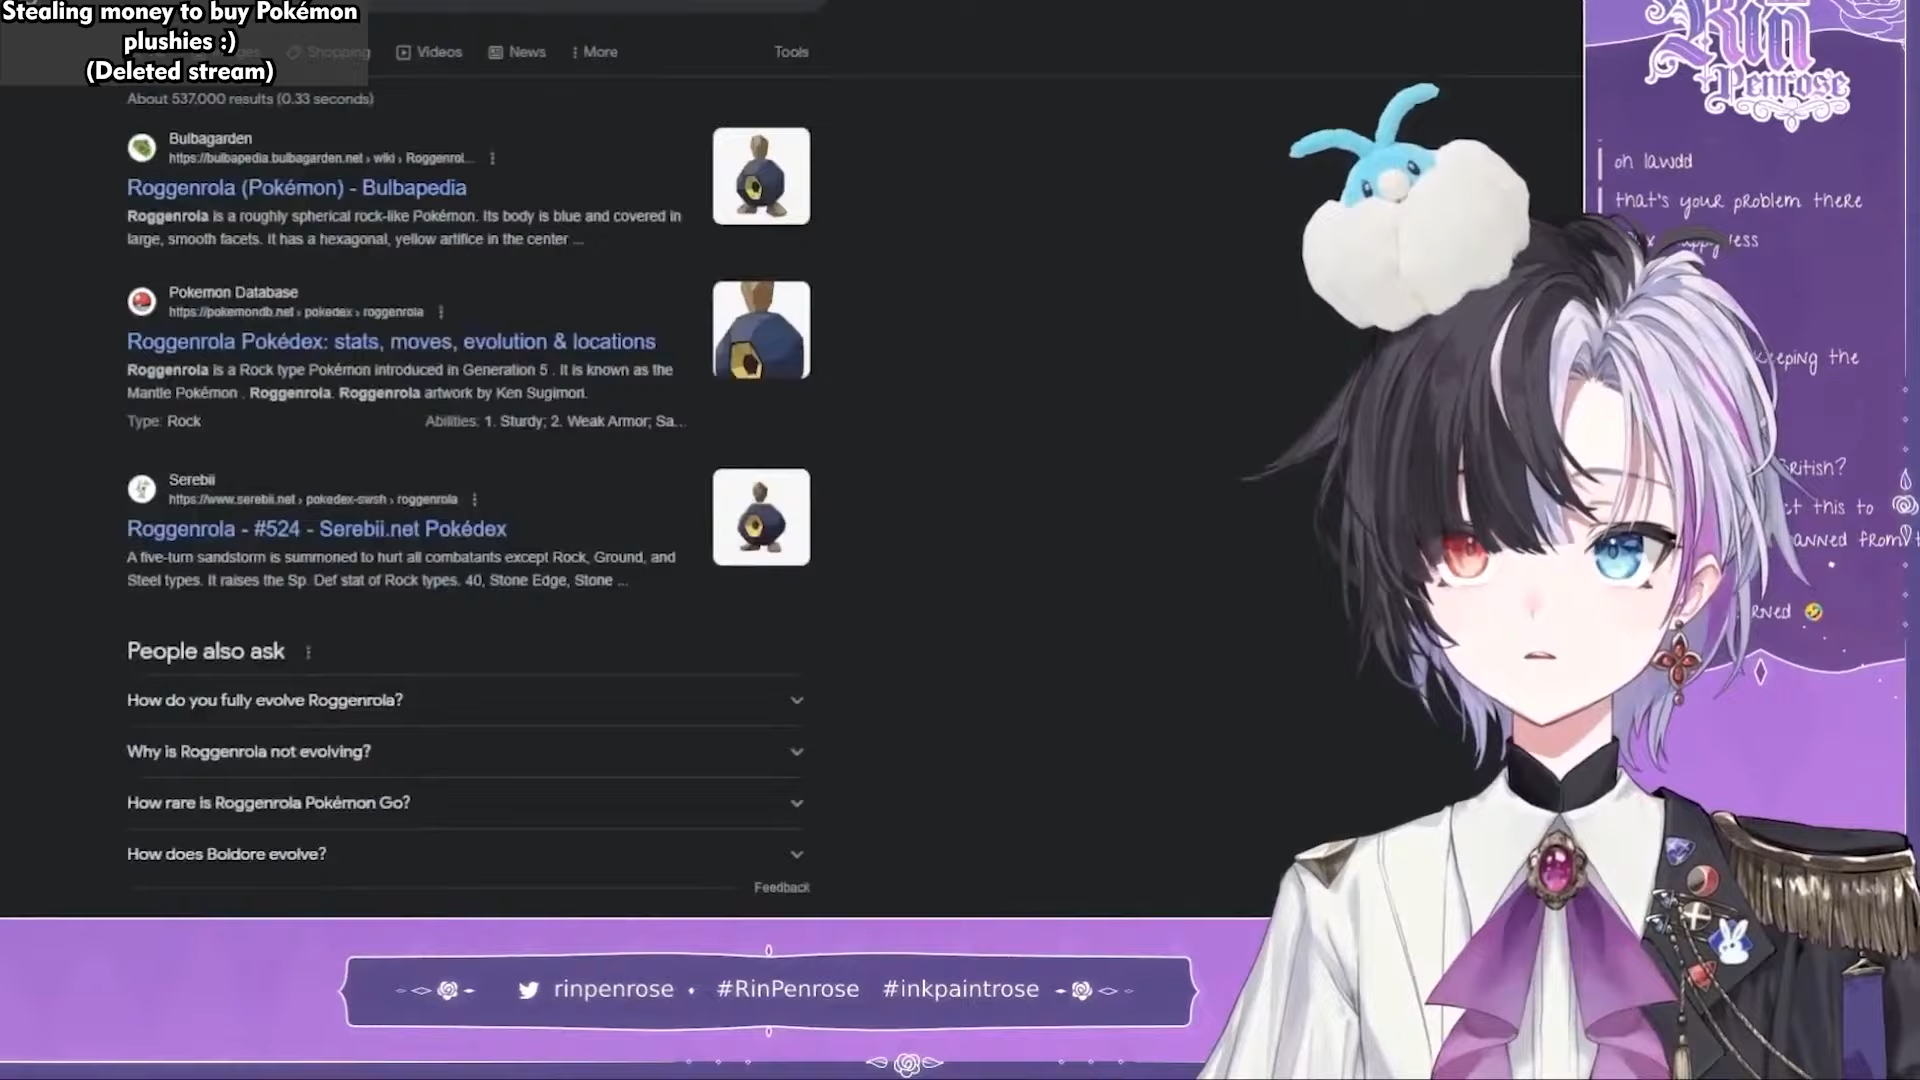 Stealing money to buy Pokémon
plushies :)
(Deleted stream)
Shopping
Videos
News
More
Tools
About 537,000 results (0.33 seconds)
Bulbagarden
https://bulbapedia.bulbagarden.net › wiki › Roggenrol...
Roggenrola (Pokémon) - Bulbapedia
Roggenrola is a roughly spherical rock-like Pokémon. Its body is blue and covered in
large, smooth facets. It has a hexagonal, yellow artifice in the center ...
Pokemon Database
https://pokemondb.net › pokedex › roggenrola
Roggenrola Pokédex: stats, moves, evolution & locations
Roggenrola is a Rock type Pokémon introduced in Generation 5 . It is known as the
Mantle Pokémon . Roggenrola. Roggenrola artwork by Ken Sugimori.
Type: Rock
Abilities: 1. Sturdy; 2. Weak Armor; Sa...
Serebii
https://www.serebii.net › pokedex-swsh › roggenrola
Roggenrola - #524 - Serebii.net Pokédex
A five-turn sandstorm is summoned to hurt all combatants except Rock, Ground, and
Steel types. It raises the Sp. Def stat of Rock types. 40, Stone Edge, Stone ...
People also ask
How do you fully evolve Roggenrola?
Why is Roggenrola not evolving?
How rare is Roggenrola Pokémon Go?
How does Boldore evolve?
Feedback
Rin
Penrose
oh lawdd
that's your problem there
keeping the
British?
this to
from
rinpenrose • #RinPenrose #inkpaintrose